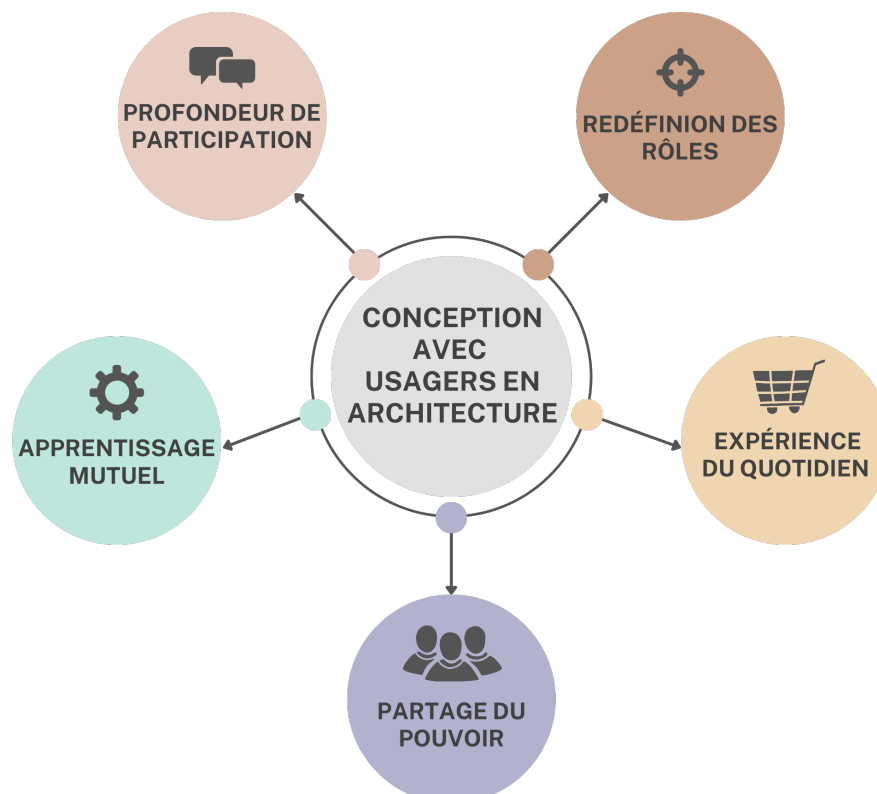 PROFONDEUR DE
PARTICIPATION
REDÉFINION DES
RÔLES
CONCEPTION
AVEC
USAGERS EN
ARCHITECTURE
APPRENTISSAGE
MUTUEL
EXPÉRIENCE
DU QUOTIDIEN
PARTAGE DU
POUVOIR